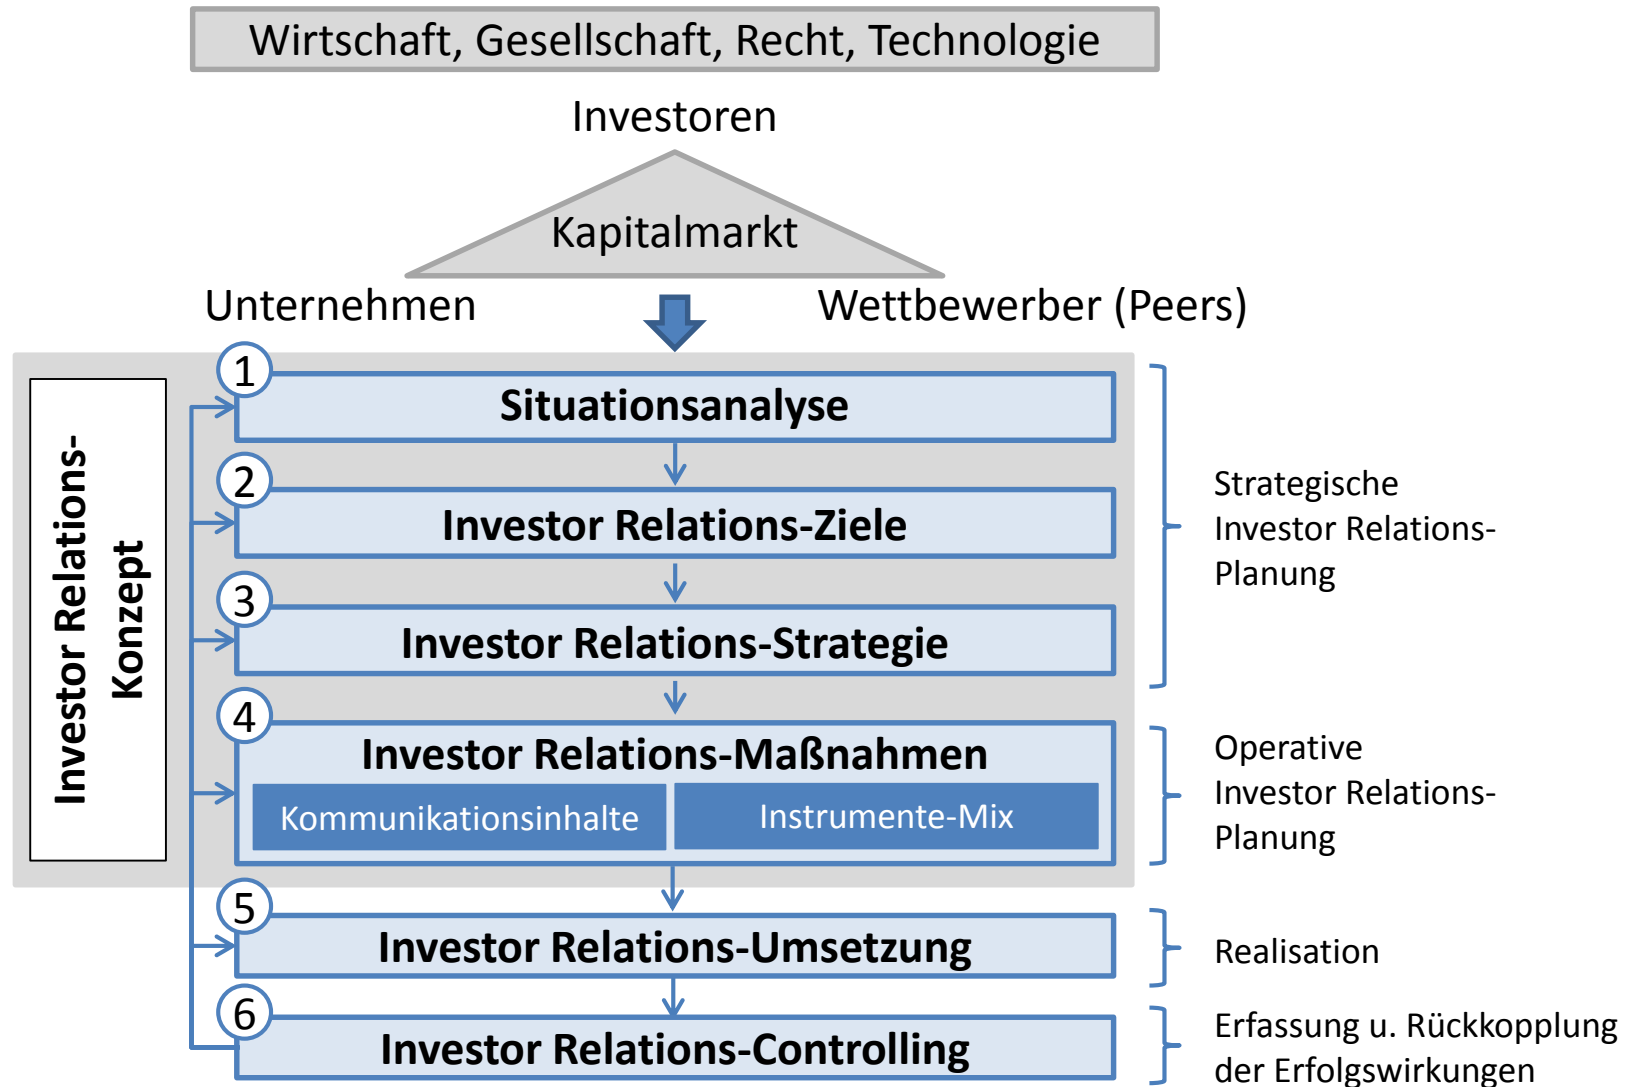 Wirtschaft, Gesellschaft, Recht, Technologie
Investoren
Kapitalmarkt
Unternehmen
Wettbewerber (Peers)
Investor Relations-
Konzept
1
Situationsanalyse
2
Investor Relations-Ziele
3
Investor Relations-Strategie
Strategische
Investor Relations-
Planung
4
Investor Relations-Maßnahmen
Kommunikationsinhalte
Instrumente-Mix
Operative
Investor Relations-
Planung
5
Investor Relations-Umsetzung
Realisation
6
Investor Relations-Controlling
Erfassung u. Rückkopplung
der Erfolgswirkungen